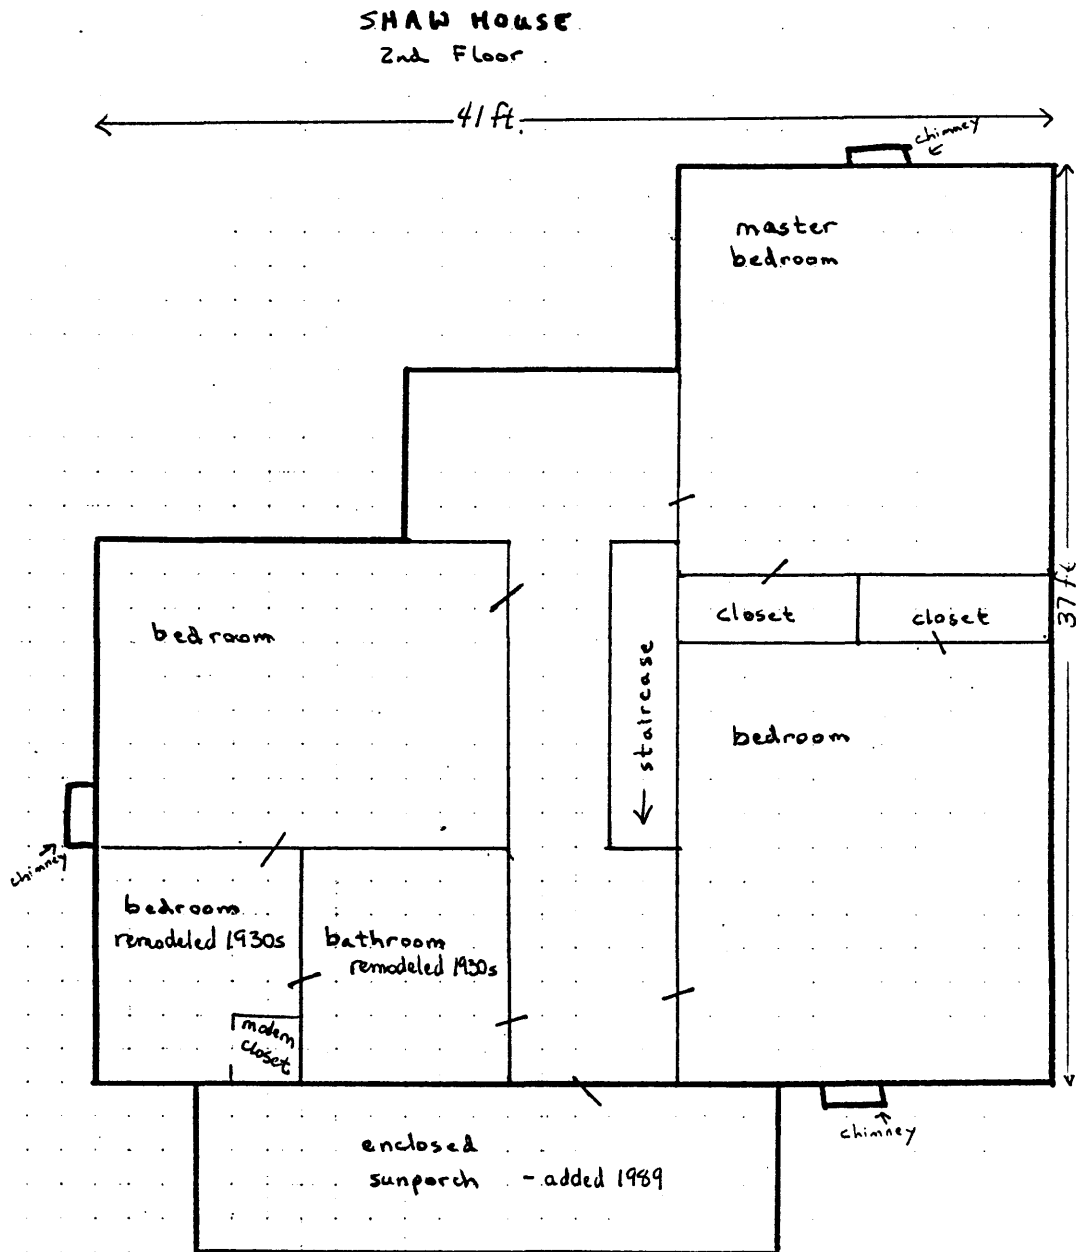 SHAW HOUSE
2nd Floor
41 ft.
chimney
master
bedroom
37 ft
closet
closet
bedroom
staircase
bedroom
chimney
bedroom
remodeled 1930s
bathroom
remodeled 1930s
modern
closet
chimney
enclosed
sunporch - added 1989